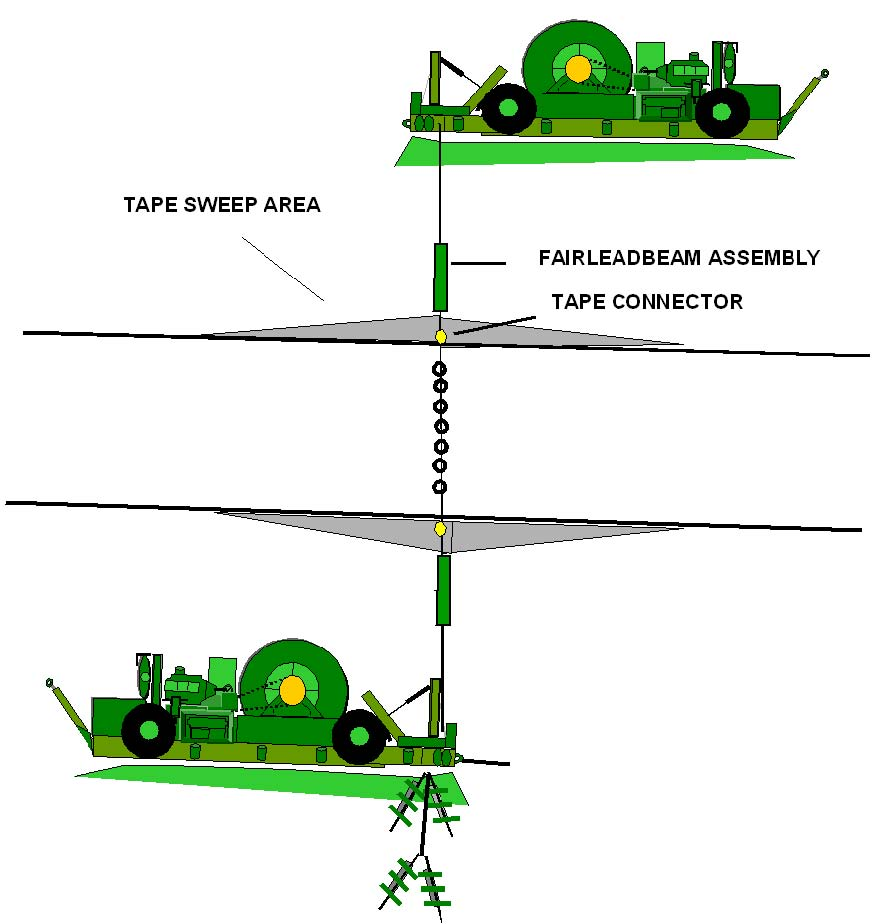 TAPE SWEEP AREA
FAIRLEADBEAM ASSEMBLY
TAPE CONNECTOR